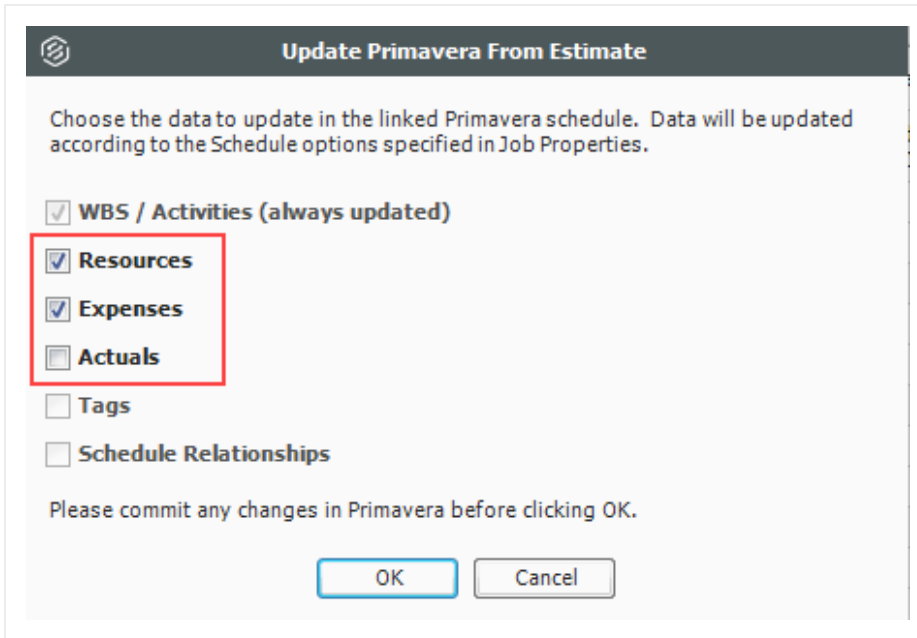 Update Primavera From Estimate
Choose the data to update in the linked Primavera schedule.  Data will be updated
according to the Schedule options specified in Job Properties.
WBS / Activities (always updated)
Resources
Expenses
Actuals
Tags
Schedule Relationships
Please commit any changes in Primavera before clicking OK.
OK Cancel